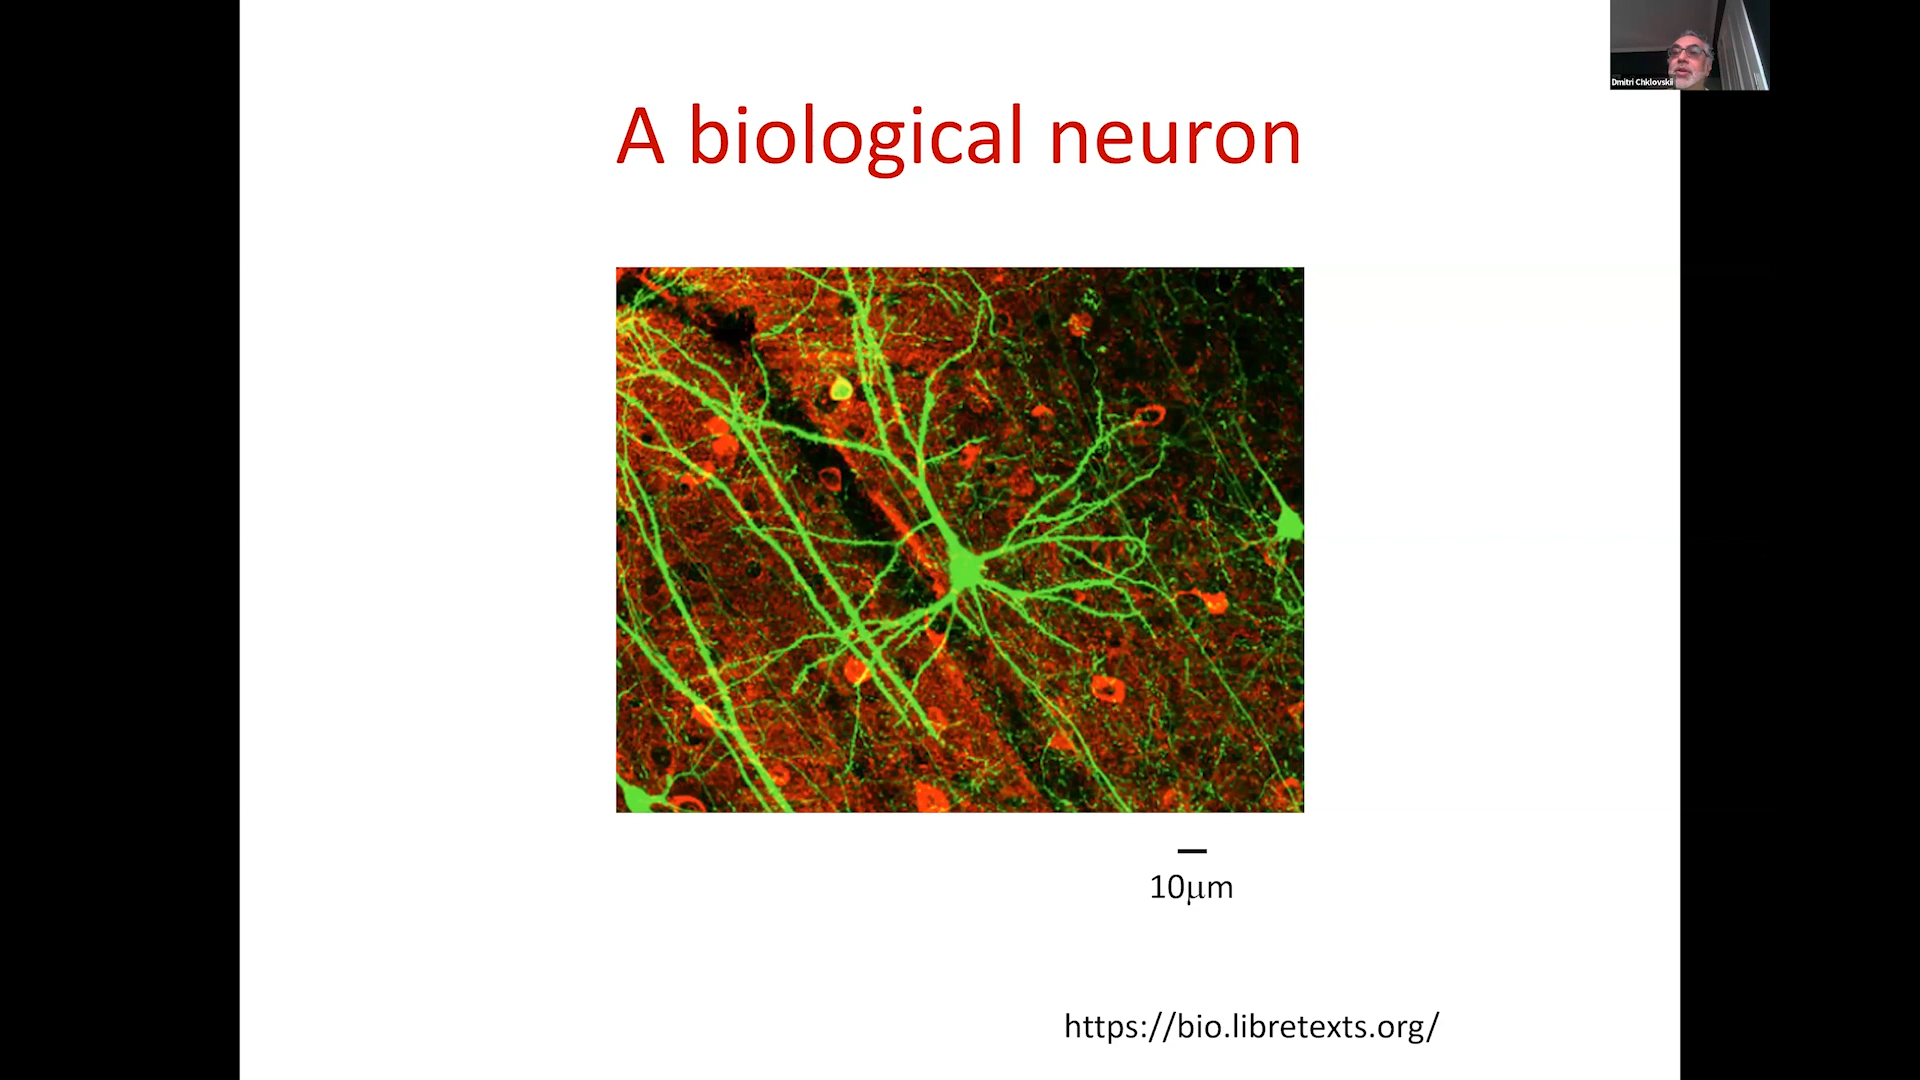 Dmitri Chklovskii
A biological neuron
10μm
https://bio.libretexts.org/